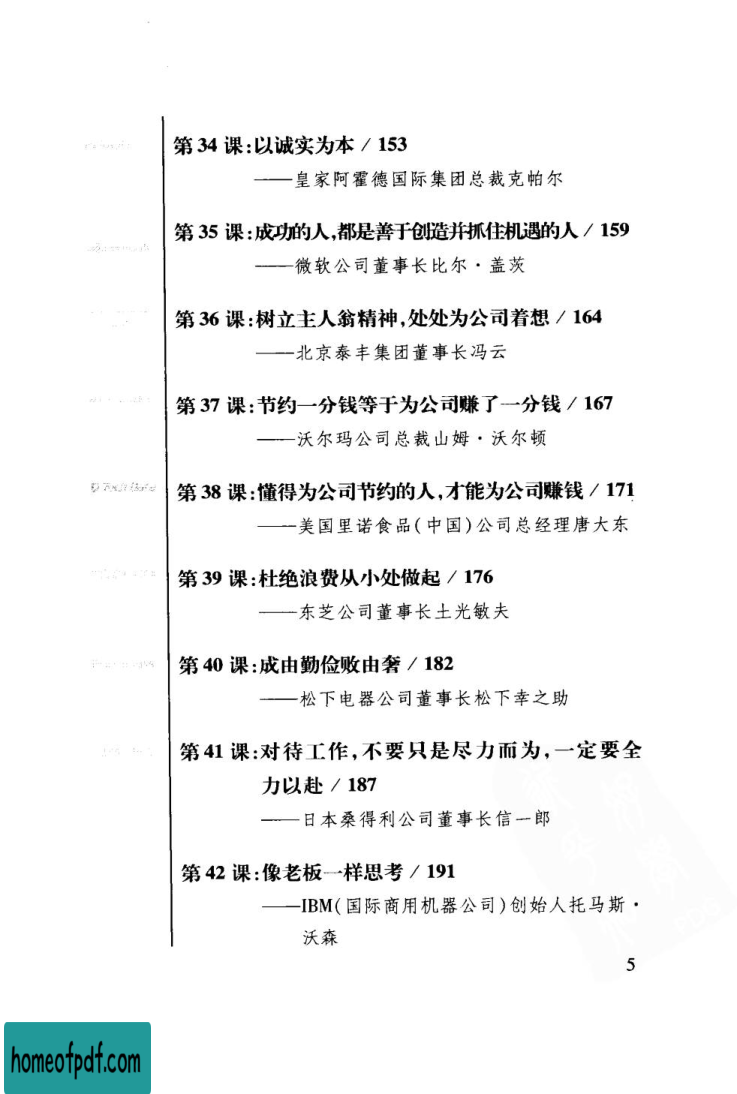 第 34 课:以诚实为本 / 153
——皇家阿霍德国际集团总裁克帕尔
第 35 课:成功的人,都是善于创造并抓住机遇的人 / 159
——微软公司董事长比尔·盖茨
第 36 课:树立主人翁精神,处处为公司着想 / 164
——北京泰丰集团董事长冯云
第 37 课:节约一分钱等于为公司赚了一分钱 / 167
——沃尔玛公司总裁山姆·沃尔顿
第 38 课:懂得为公司节约的人,才能为公司赚钱 / 171
——美国里诺食品(中国)公司总经理唐大东
第 39 课:杜绝浪费从小处做起 / 176
——东芝公司董事长土光敏夫
第 40 课:成由勤俭败由奢 / 182
——松下电器公司董事长松下幸之助
第 41 课:对待工作,不要只是尽力而为,一定要全
力以赴 / 187
——日本桑得利公司董事长信一郎
第 42 课:像老板一样思考 / 191
——IBM(国际商用机器公司)创始人托马斯·
沃森
5
homeofpdf.com